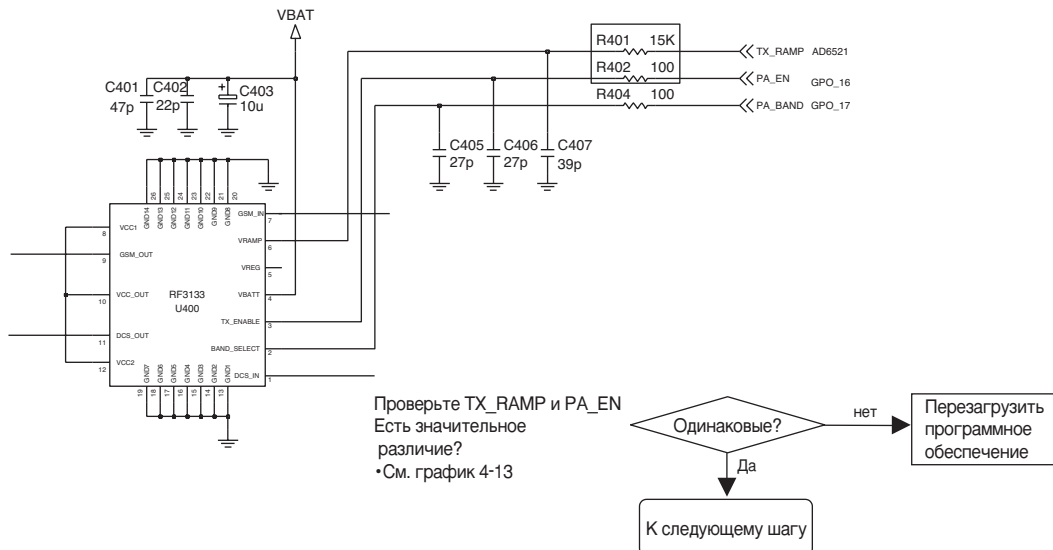 VBAT
R401 15K
TX_RAMP AD6521
R402 100
PA_EN GPO_16
R404 100
PA_BAND GPO_17
C401
47p
C402
22p
+
C403
10u
C405
27p
C406
27p
C407
39p
26 25 24 23 22 21 20
GND14 GND13 GND12 GND11 GND10 GND9 GND8
8 VCC1
GSM_IN 7
VRAMP 6
9 GSM_OUT
VREG 5
10 VCC_OUT
RF3133
U400
VBATT 4
11 DCS_OUT
TX_ENABLE 3
BAND_SELECT 2
12 VCC2
DCS_IN 1
GND7 GND6 GND5 GND4 GND3 GND2 GND1
19 18 17 16 15 14 13
Проверьте TX_RAMP и PA_EN
Есть значительное
различие?
•См. график 4-13
Одинаковые?
нет
Перезагрузить
программное
обеспечение
Да
К следующему шагу